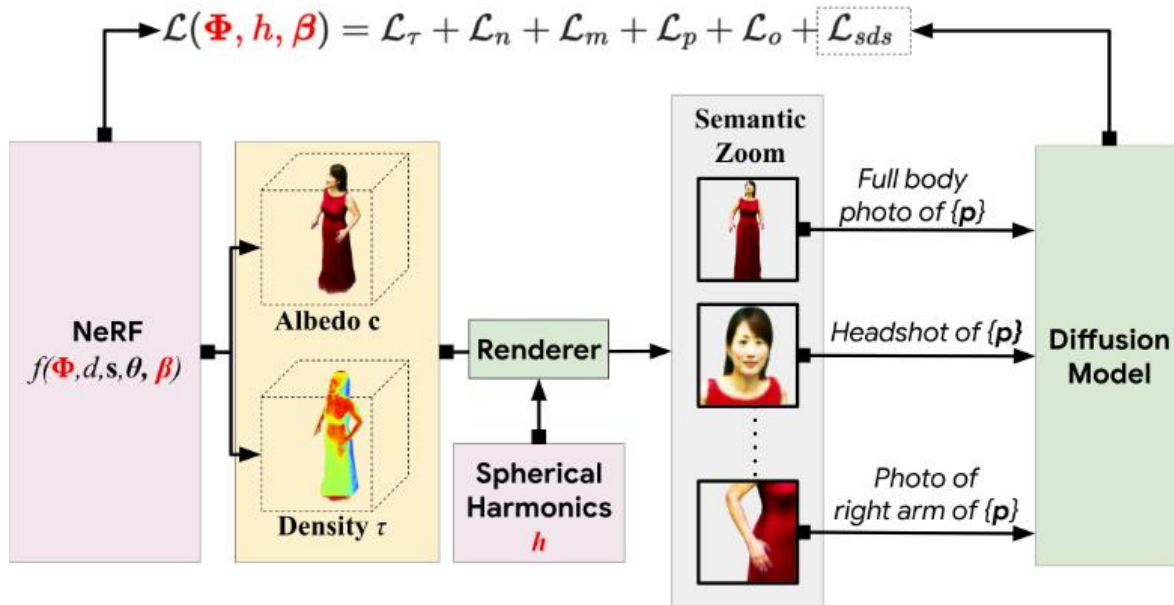 ℒ(Φ, h, β) = ℒτ + ℒn + ℒm + ℒp + ℒo + ℒsds
NeRF
f(Φ,d,s,θ, β)
Albedo c
Density τ
Renderer
Spherical
Harmonics
h
Semantic
Zoom
Full body
photo of {p}
Headshot of {p}
Photo of
right arm of {p}
Diffusion
Model